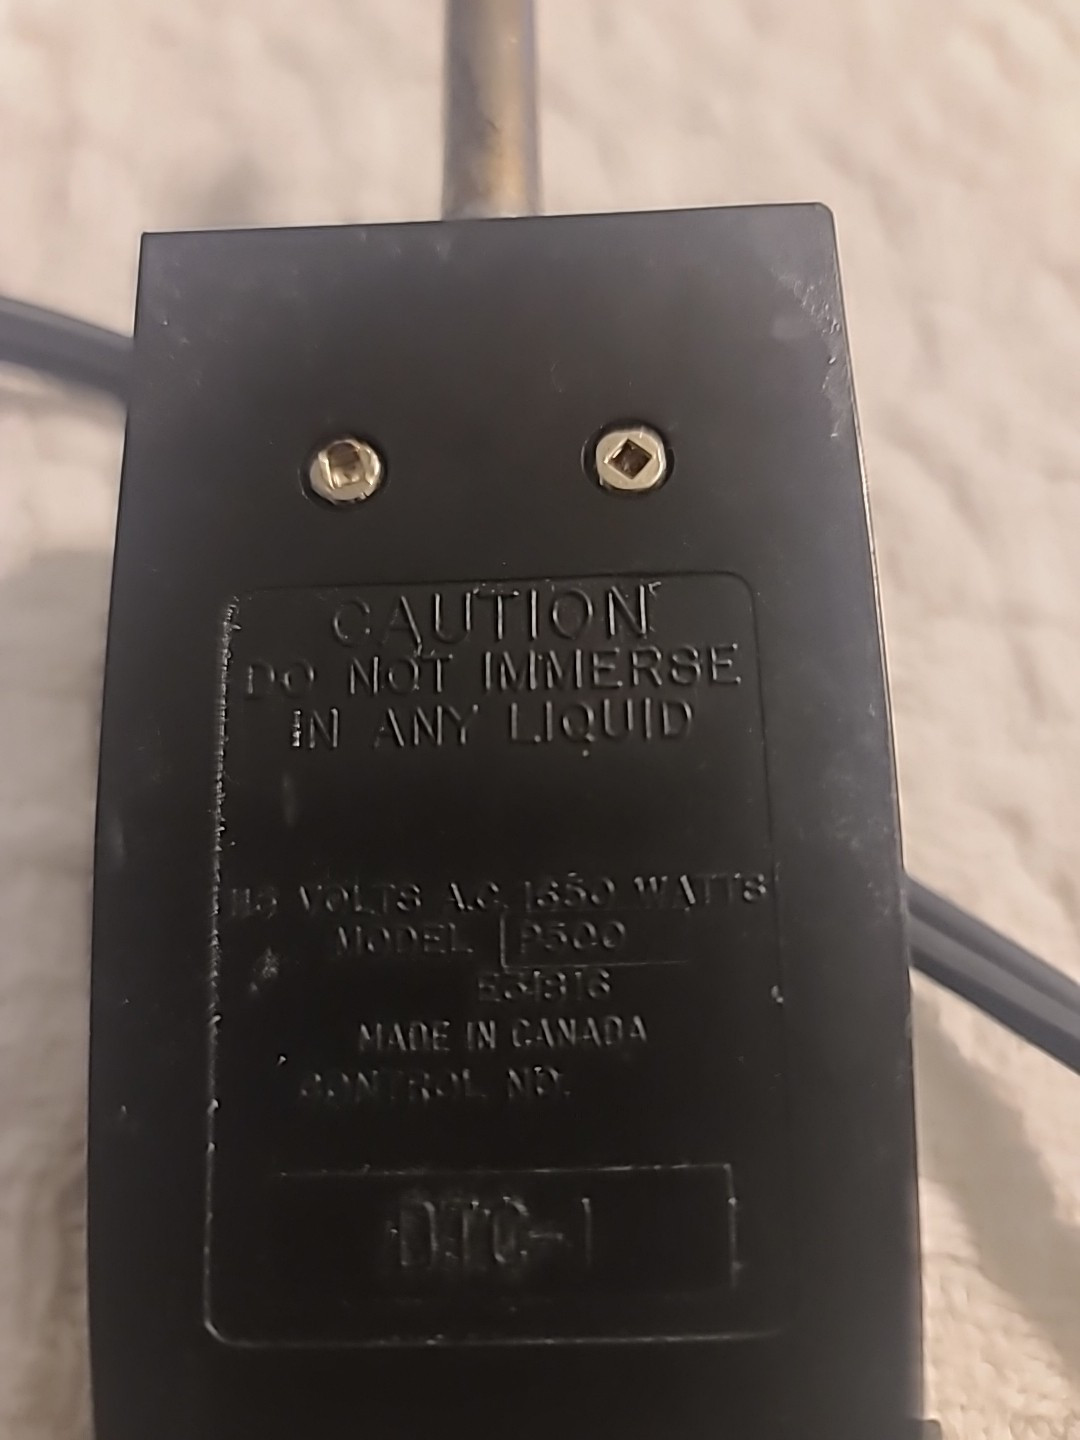 CAUTION
DO NOT IMMERSE
IN ANY LIQUID
VOLTS A.C. 1650 WATTS
MODEL P500
E34816
MADE IN CANADA
CONTROL NO.
DTC-1